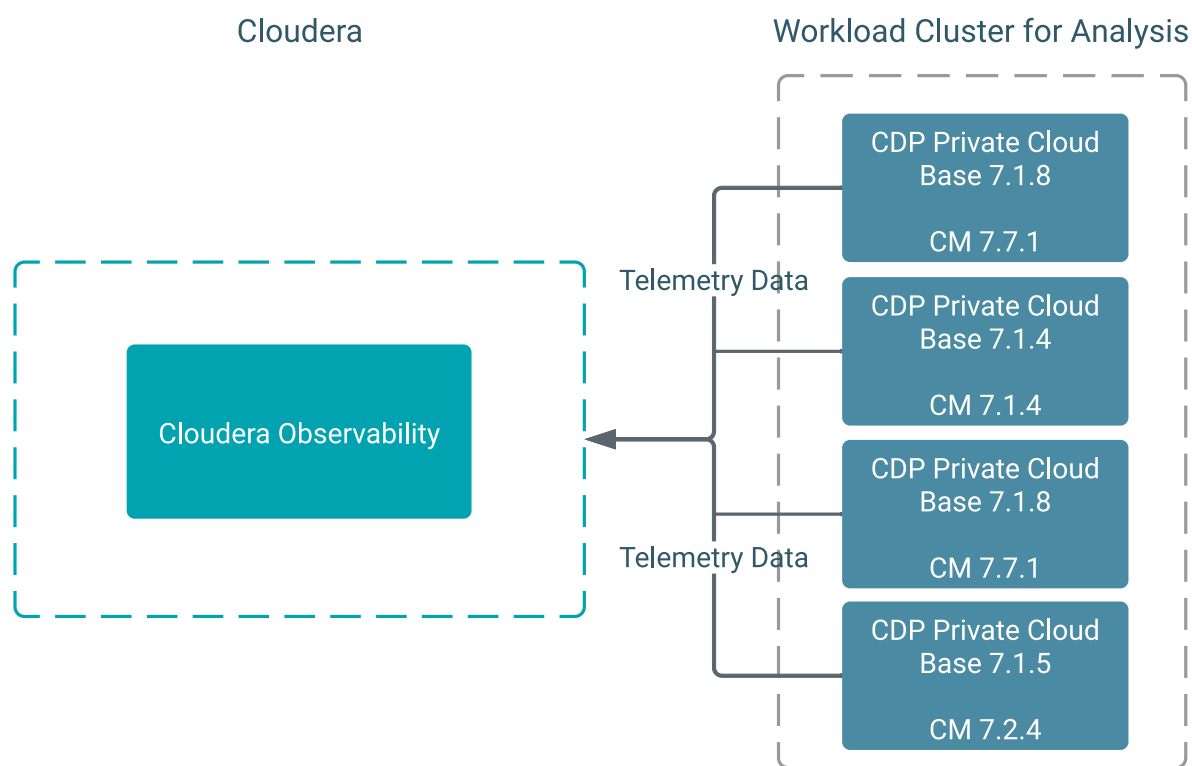 Cloudera
Workload Cluster for Analysis
CDP Private Cloud
Base 7.1.8
CM 7.7.1
Telemetry Data
CDP Private Cloud
Base 7.1.4
CM 7.1.4
Cloudera Observability
CDP Private Cloud
Base 7.1.8
CM 7.7.1
Telemetry Data
CDP Private Cloud
Base 7.1.5
CM 7.2.4